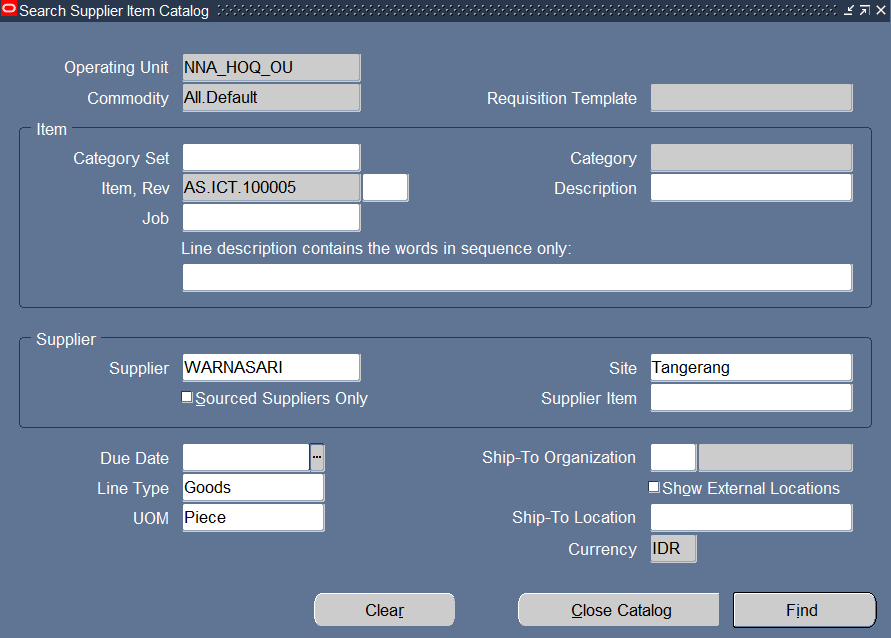 Search Supplier Item Catalog
Operating Unit NNA_HOQ_OU
Commodity All.Default Requisition Template
Item
Category Set Category
Item, Rev AS.ICT.100005 Description
Job
Line description contains the words in sequence only:
Supplier
Supplier WARNASARI Site Tangerang
Sourced Suppliers Only Supplier Item
Due Date ... Ship-To Organization
Line Type Goods Show External Locations
UOM Piece Ship-To Location
Currency IDR
Clear Close Catalog Find